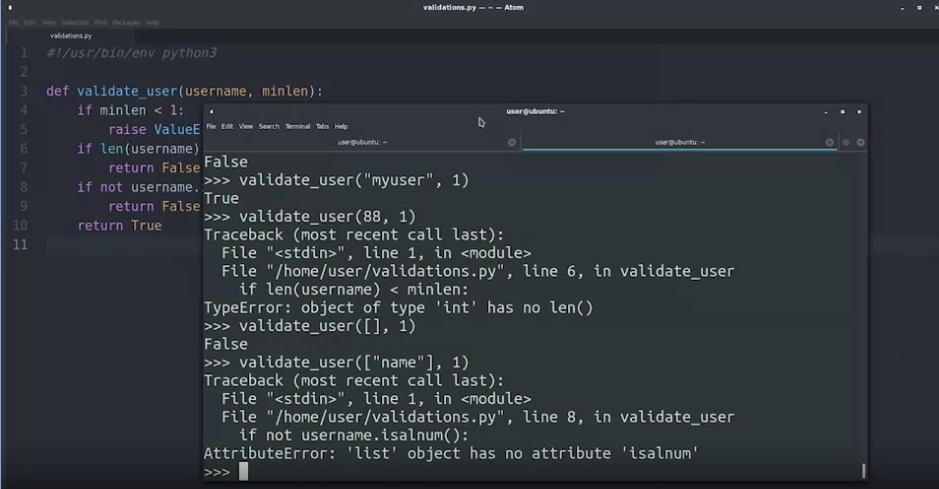 validations.py — ~ — Atom
File Edit View Selection Find Packages Help
validations.py
1 #!/usr/bin/env python3
2
3 def validate_user(username, minlen):
4     if minlen < 1:
5         raise ValueE
6     if len(username)
7         return False
8     if not username.
9         return False
10     return True
11
user@ubuntu: ~
File Edit View Search Terminal Tabs Help
user@ubuntu: ~ user@ubuntu: ~
False
>>> validate_user("myuser", 1)
True
>>> validate_user(88, 1)
Traceback (most recent call last):
  File "<stdin>", line 1, in <module>
  File "/home/user/validations.py", line 6, in validate_user
    if len(username) < minlen:
TypeError: object of type 'int' has no len()
>>> validate_user([], 1)
False
>>> validate_user(["name"], 1)
Traceback (most recent call last):
  File "<stdin>", line 1, in <module>
  File "/home/user/validations.py", line 8, in validate_user
    if not username.isalnum():
AttributeError: 'list' object has no attribute 'isalnum'
>>>